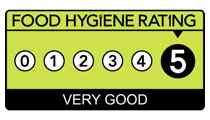 FOOD HYGIENE RATING
0 1 2 3 4 5
VERY GOOD